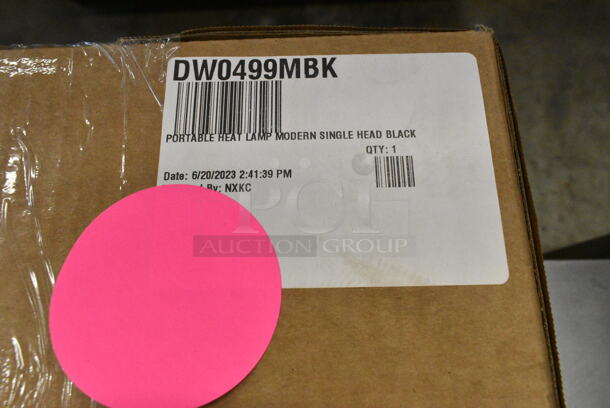 DW0499MBK
PORTABLE HEAT LAMP MODERN SINGLE HEAD BLACK
QTY: 1
Date: 6/20/2023 2:41:39 PM
By: NXKC
PCI
AUCTION GROUP